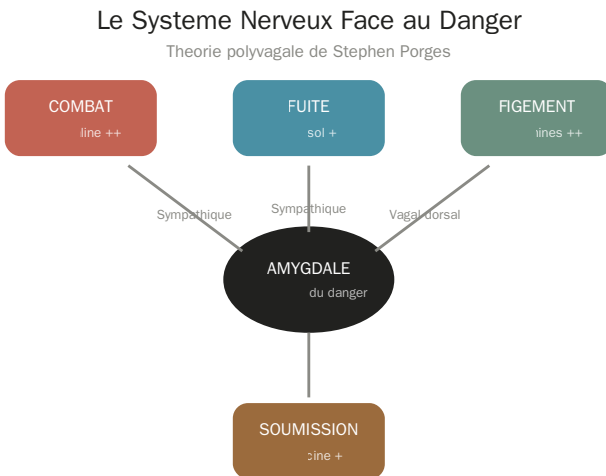 Le Systeme Nerveux Face au Danger
Theorie polyvagale de Stephen Porges
COMBAT
line ++
FUITE
sol +
FIGEMENT
ines ++
Sympathique
Sympathique
Vagal dorsal
AMYGDALE
du danger
SOUMISSION
cine +